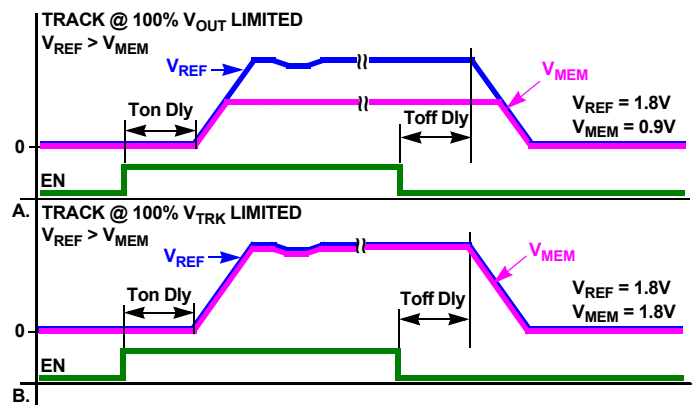 TRACK @ 100% VOUT LIMITED
VREF > VMEM
VREF
VMEM
Ton Dly
VREF = 1.8V
VMEM = 0.9V
Toff Dly
0
EN
A.
TRACK @ 100% VTRK LIMITED
VREF > VMEM
VREF
VMEM
Ton Dly
Toff Dly
VREF = 1.8V
VMEM = 1.8V
0
EN
B.